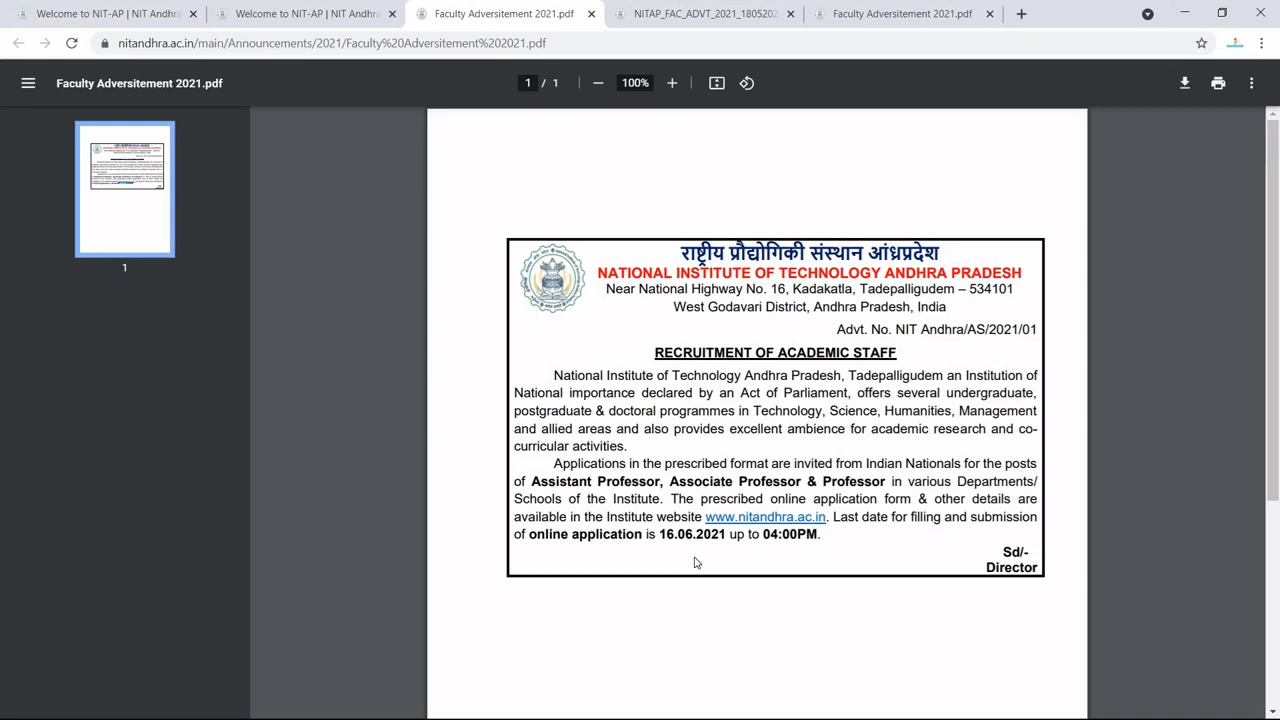 Welcome to NIT-AP | NIT Andhra
Welcome to NIT-AP | NIT Andhra
Faculty Adversitement 2021.pdf
NITAP_FAC_ADVT_2021_1805202
Faculty Adversitement 2021.pdf
nitandhra.ac.in/main/Announcements/2021/Faculty%20Adversitement%202021.pdf
Faculty Adversitement 2021.pdf
1 / 1
100%
1
राष्ट्रीय प्रौद्योगिकी संस्थान आंध्रप्रदेश
NATIONAL INSTITUTE OF TECHNOLOGY ANDHRA PRADESH
Near National Highway No. 16, Kadakatla, Tadepalligudem – 534101
West Godavari District, Andhra Pradesh, India
Advt. No. NIT Andhra/AS/2021/01
RECRUITMENT OF ACADEMIC STAFF
National Institute of Technology Andhra Pradesh, Tadepalligudem an Institution of
National importance declared by an Act of Parliament, offers several undergraduate,
postgraduate & doctoral programmes in Technology, Science, Humanities, Management
and allied areas and also provides excellent ambience for academic research and co-
curricular activities.
Applications in the prescribed format are invited from Indian Nationals for the posts
of Assistant Professor, Associate Professor & Professor in various Departments/
Schools of the Institute. The prescribed online application form & other details are
available in the Institute website www.nitandhra.ac.in. Last date for filling and submission
of online application is 16.06.2021 up to 04:00PM.
Sd/-
Director